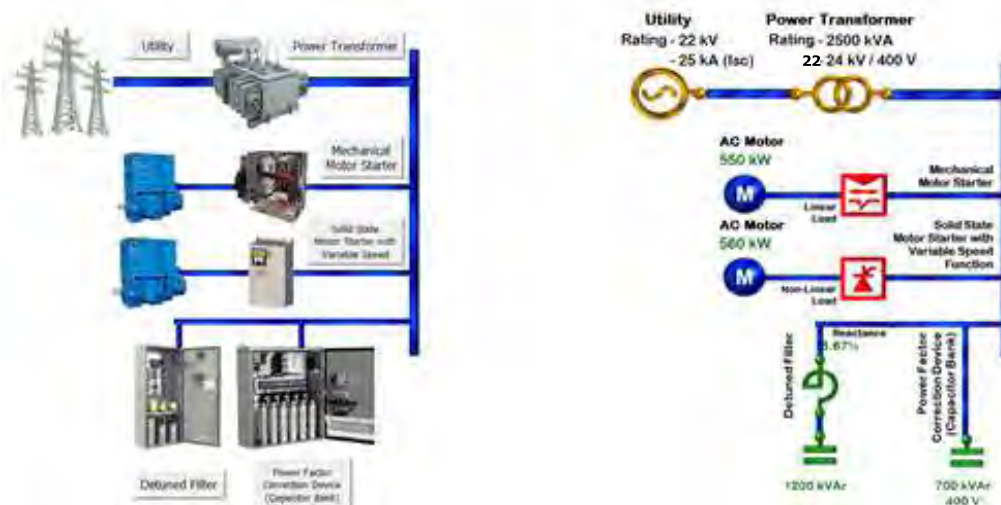 Utility
Power Transformer
Mechanical
Motor Starter
Solid State
Motor Starter with
Variable Speed
Detuned Filter
Power Factor
Correction Device
(Capacitor Bank)
Utility
Rating - 22 kV
- 25 kA (Isc)
Power Transformer
Rating - 2500 kVA
22-24 kV / 400 V
AC Motor
550 kW
M
Linear
Load
Mechanical
Motor Starter
AC Motor
560 kW
M
Non-Linear
Load
Solid State
Motor Starter with
Variable Speed
Function
Reactance
Detuned Filter
1200 kVAr
Power Factor
Correction Device
(Capacitor Bank)
700 kVAr
400 V